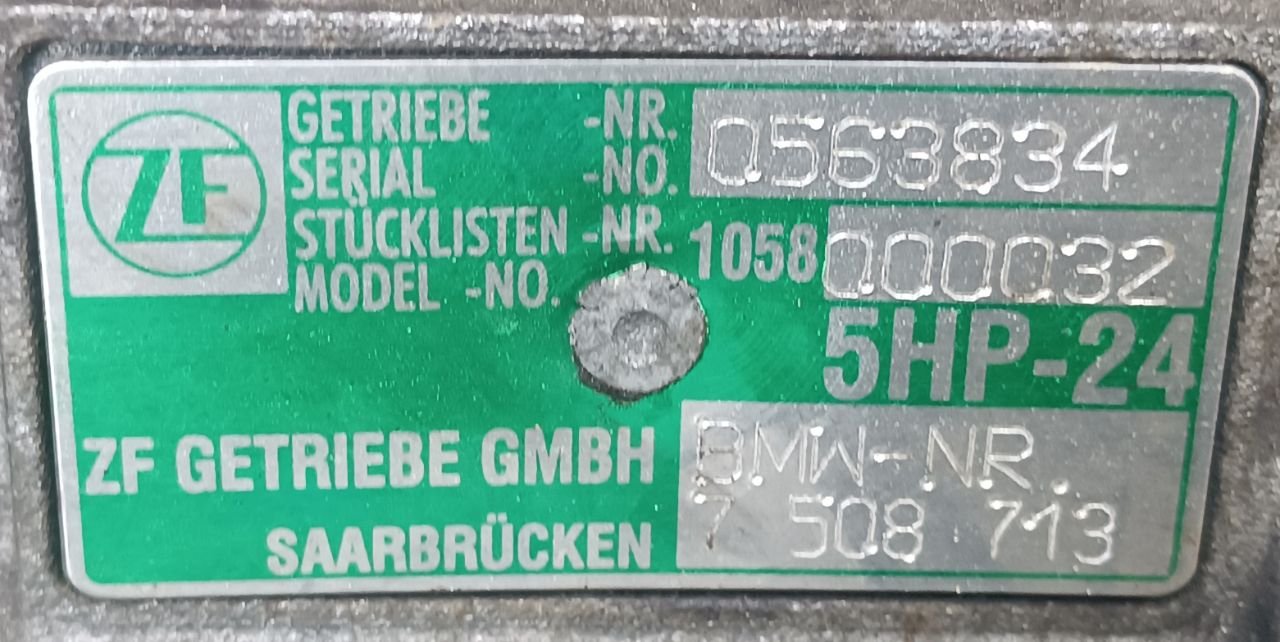 ZF
GETRIEBE -NR. 0563834
SERIAL -NO.
STÜCKLISTEN -NR. 1058 000032
MODEL -NO.
5HP-24
ZF GETRIEBE GMBH
SAARBRÜCKEN
BMW-NR.
7 508 713